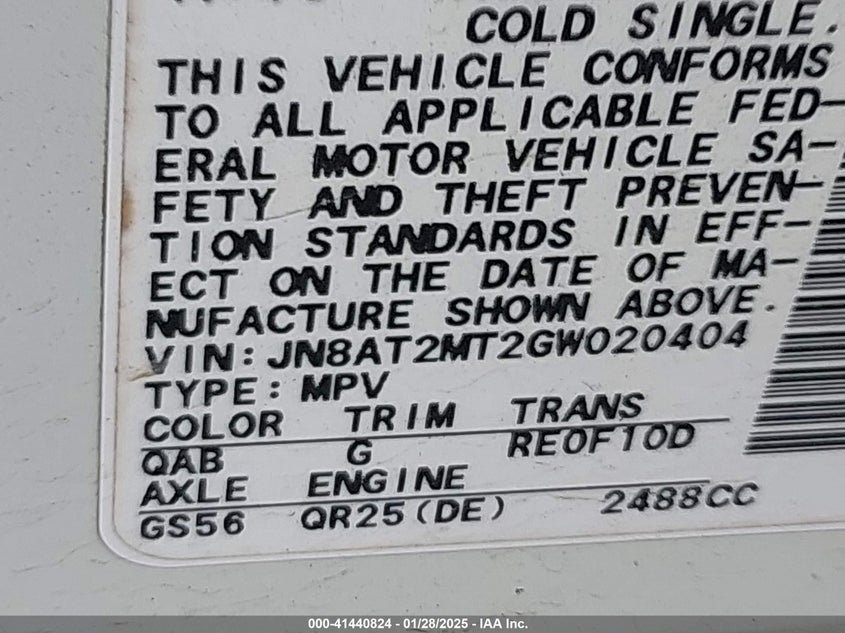 COLD SINGLE.
THIS VEHICLE CONFORMS
TO ALL APPLICABLE FED-
ERAL MOTOR VEHICLE SA-
FETY AND THEFT PREVEN-
TION STANDARDS IN EFF-
ECT ON THE DATE OF MA-
NUFACTURE SHOWN ABOVE.
VIN: JN8AT2MT2GW020404
TYPE: MPV
COLOR TRIM TRANS
QAB G RE0F10D
AXLE ENGINE
GS56 QR25(DE) 2488CC
000-41440824 - 01/28/2025 - IAA Inc.